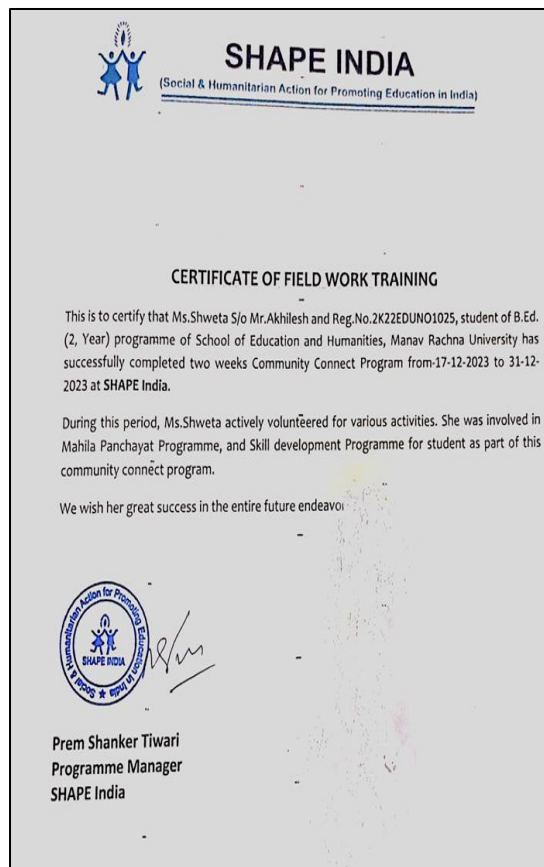 SHAPE INDIA
(Social & Humanitarian Action for Promoting Education in India)
CERTIFICATE OF FIELD WORK TRAINING
This is to certify that Ms.Shweta S/o Mr.Akhilesh and Reg.No.2K22EDUNO1025, student of B.Ed.
(2, Year) programme of School of Education and Humanities, Manav Rachna University has
successfully completed two weeks Community Connect Program from-17-12-2023 to 31-12-
2023 at SHAPE India.
During this period, Ms.Shweta actively volunteered for various activities. She was involved in
Mahila Panchayat Programme, and Skill development Programme for student as part of this
community connect program.
We wish her great success in the entire future endeavor
Social & Humanitarian Action for Promoting Education in India
SHAPE INDIA
Prem Shanker Tiwari
Programme Manager
SHAPE India